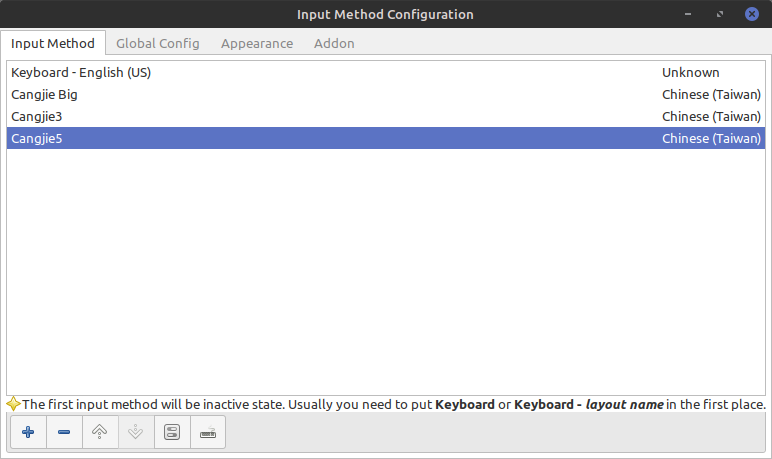 Input Method Configuration
Input Method Global Config Appearance Addon
Keyboard - English (US) Unknown
Cangjie Big Chinese (Taiwan)
Cangjie3 Chinese (Taiwan)
Cangjie5 Chinese (Taiwan)
The first input method will be inactive state. Usually you need to put Keyboard or Keyboard - layout name in the first place.